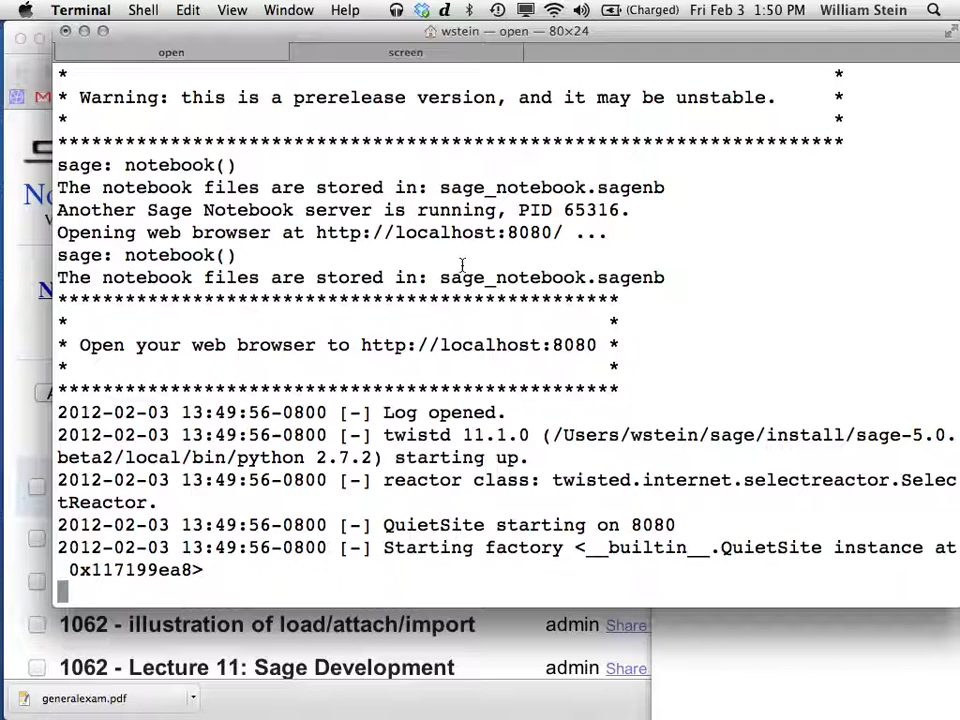 Terminal Shell Edit View Window Help (Charged) Fri Feb 3 1:50 PM William Stein
wstein — open — 80×24
open screen
* *
* Warning: this is a prerelease version, and it may be unstable. *
* *
**********************************************************************
sage: notebook()
The notebook files are stored in: sage_notebook.sagenb
Another Sage Notebook server is running, PID 65316.
Opening web browser at http://localhost:8080/ ...
sage: notebook()
The notebook files are stored in: sage_notebook.sagenb
**************************************************
* *
* Open your web browser to http://localhost:8080 *
* *
**************************************************
2012-02-03 13:49:56-0800 [-] Log opened.
2012-02-03 13:49:56-0800 [-] twistd 11.1.0 (/Users/wstein/sage/install/sage-5.0.
beta2/local/bin/python 2.7.2) starting up.
2012-02-03 13:49:56-0800 [-] reactor class: twisted.internet.selectreactor.Selec
tReactor.
2012-02-03 13:49:56-0800 [-] QuietSite starting on 8080
2012-02-03 13:49:56-0800 [-] Starting factory <__builtin__.QuietSite instance at
0x117199ea8>
1062 - illustration of load/attach/import admin Share
1062 - Lecture 11: Sage Development admin Share
generalexam.pdf